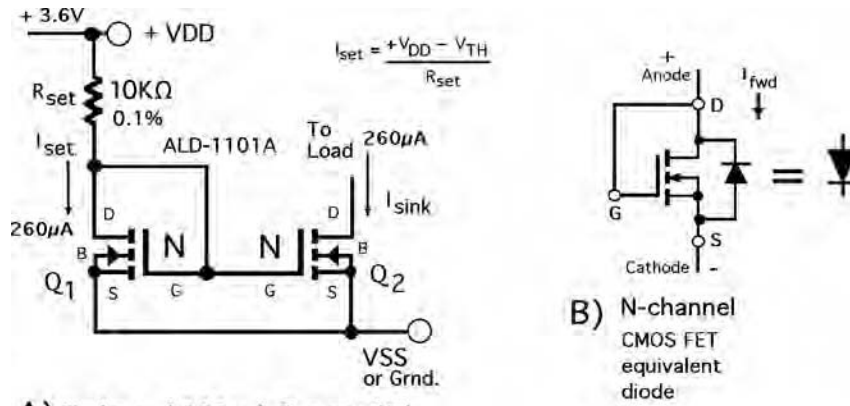 + 3.6V
+ VDD
Iset = +VDD – VTH
Rset
Rset
10KΩ
0.1%
Iset
ALD-1101A
To
Load
260µA
Isink
260µA
D
B
N
N
D
B
Q1
S
G
G
S
Q2
VSS
or Grnd.
+
Anode
Ifwd
D
G
S
Cathode -
=
B) N-channel
CMOS FET
equivalent
diode